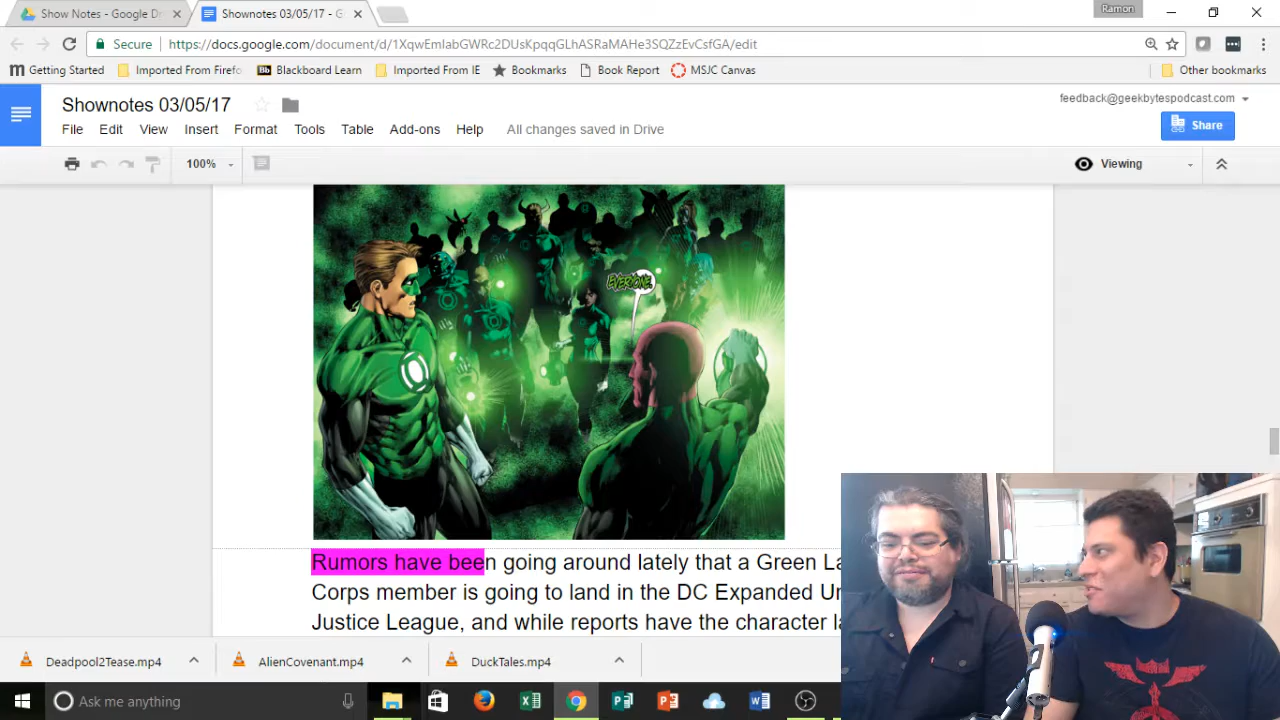 Ramon
Show Notes - Google Dr
Shownotes 03/05/17 - G
Secure
https://docs.google.com/document/d/1XqwEmlabGWRc2DUsKpqqGLhASRaMAHe3SQZzEvCsfGA/edit
Getting Started
Imported From Firefo
Bb
Blackboard Learn
Imported From IE
Bookmarks
Book Report
MSJC Canvas
Other bookmarks
Shownotes 03/05/17
feedback@geekbytespodcast.com
File Edit View Insert Format Tools Table Add-ons Help All changes saved in Drive
Share
100%
Viewing
EVERYONE.
Rumors have been going around lately that a Green La
Corps member is going to land in the DC Expanded Un
Justice League, and while reports have the character la
Deadpool2Tease.mp4
AlienCovenant.mp4
DuckTales.mp4
Ask me anything